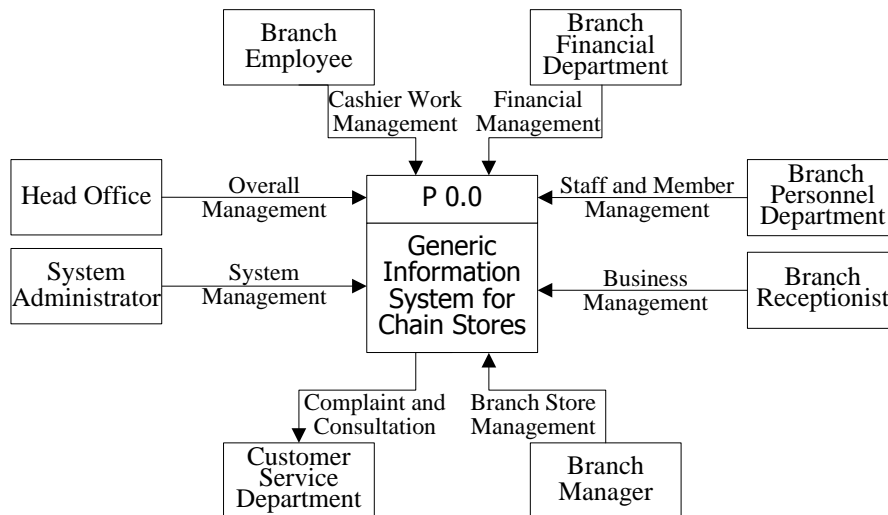 Branch
Employee
Branch
Financial
Department
Cashier Work
Management
Financial
Management
Head Office
Overall
Management
P 0.0
Staff and Member
Management
Branch
Personnel
Department
System
Administrator
System
Management
Generic
Information
System for
Chain Stores
Business
Management
Branch
Receptionist
Complaint and
Consultation
Branch Store
Management
Customer
Service
Department
Branch
Manager